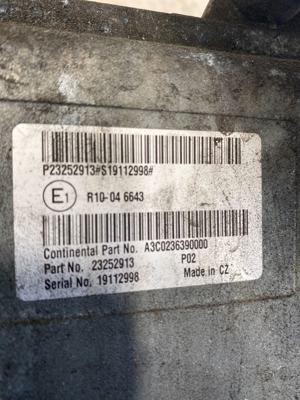 P23252913#S19112998#
E1 R10-04 6643
Continental Part No. A3C0236390000
Part No. 23252913 P02
Serial No. 19112998 Made in CZ